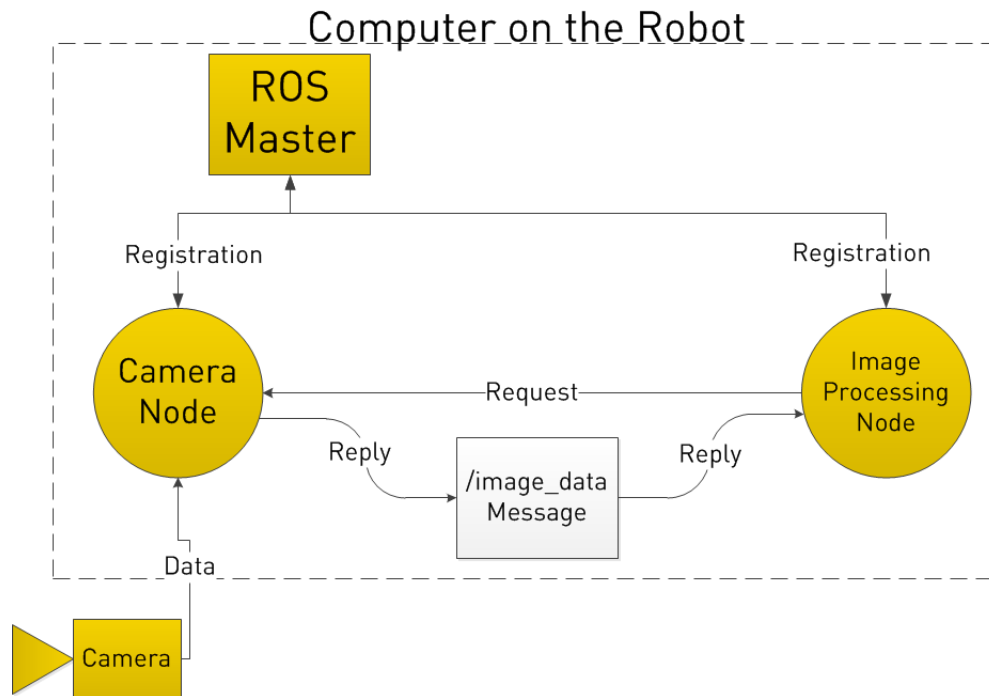 Computer on the Robot
ROS
Master
Registration
Registration
Camera
Node
Request
Image
Processing
Node
Reply
/image_data
Message
Reply
Data
Camera